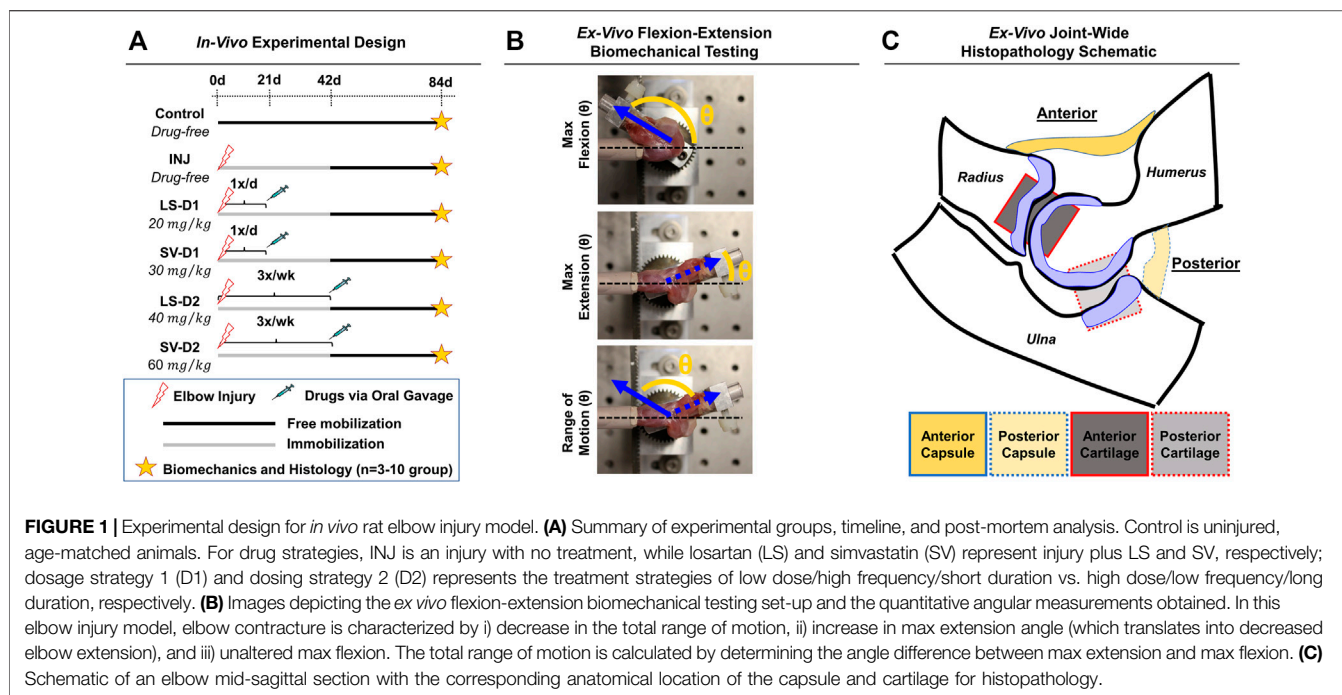 A
In-Vivo Experimental Design
0d 21d 42d 84d
Control
Drug-free
INJ
Drug-free
LS-D1
1x/d
20 mg/kg
SV-D1
1x/d
30 mg/kg
LS-D2
3x/wk
40 mg/kg
SV-D2
3x/wk
60 mg/kg
Elbow Injury
Drugs via Oral Gavage
Free mobilization
Immobilization
Biomechanics and Histology (n=3-10 group)
B
Ex-Vivo Flexion-Extension
Biomechanical Testing
Max
Flexion (θ)
θ
Max
Extension (θ)
θ
Range of
Motion (θ)
θ
C
Ex-Vivo Joint-Wide
Histopathology Schematic
Anterior
Radius
Humerus
Posterior
Ulna
Anterior
Capsule
Posterior
Capsule
Anterior
Cartilage
Posterior
Cartilage
FIGURE 1 | Experimental design for in vivo rat elbow injury model. (A) Summary of experimental groups, timeline, and post-mortem analysis. Control is uninjured,
age-matched animals. For drug strategies, INJ is an injury with no treatment, while losartan (LS) and simvastatin (SV) represent injury plus LS and SV, respectively;
dosage strategy 1 (D1) and dosing strategy 2 (D2) represents the treatment strategies of low dose/high frequency/short duration vs. high dose/low frequency/long
duration, respectively. (B) Images depicting the ex vivo flexion-extension biomechanical testing set-up and the quantitative angular measurements obtained. In this
elbow injury model, elbow contracture is characterized by i) decrease in the total range of motion, ii) increase in max extension angle (which translates into decreased
elbow extension), and iii) unaltered max flexion. The total range of motion is calculated by determining the angle difference between max extension and max flexion. (C)
Schematic of an elbow mid-sagittal section with the corresponding anatomical location of the capsule and cartilage for histopathology.